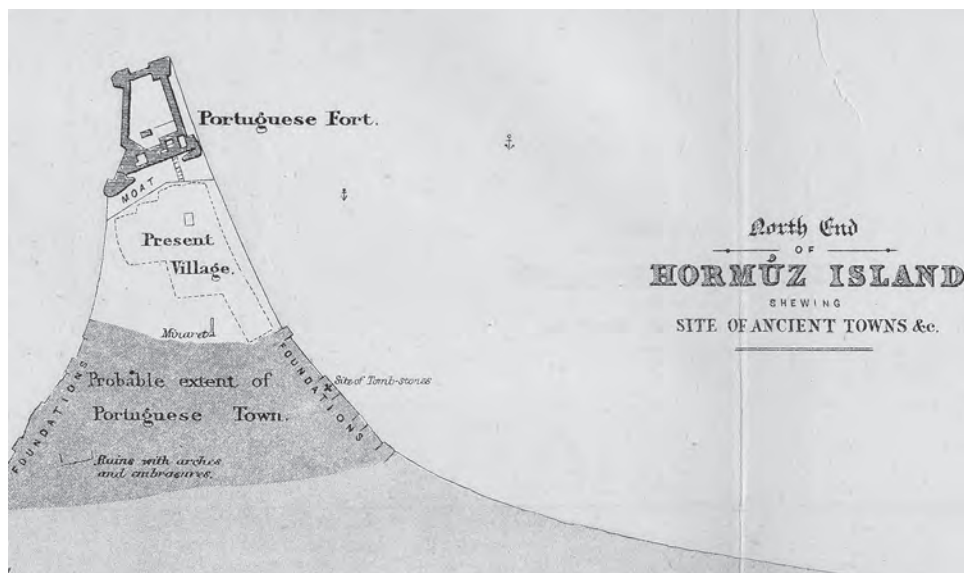 Portuguese Fort.
MOAT
Present
Village.
Minaret
FOUNDATIONS
FOUNDATIONS
Site of Tomb-stones
Probable extent of
Portuguese Town.
Ruins with arches
and embrasures.
North End
OF
HORMÚZ ISLAND
SHEWING
SITE OF ANCIENT TOWNS &c.